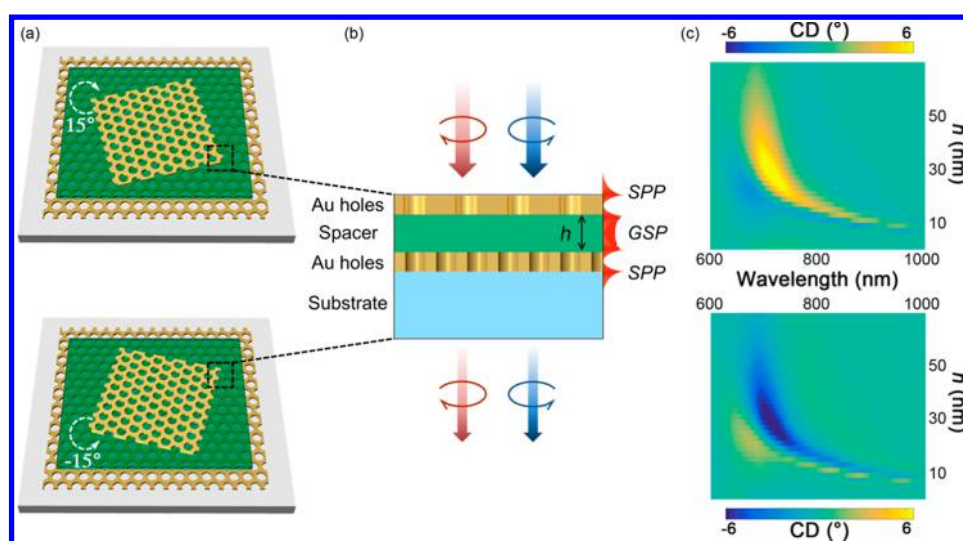 (a)
15°
-15°
(b)
Au holes
Spacer
Au holes
Substrate
h
SPP
GSP
SPP
(c)
CD (°)
-6 6
50
30
10
h (nm)
600 800 1000
Wavelength (nm)
600 800 1000
50
30
10
h (nm)
-6 6
CD (°)